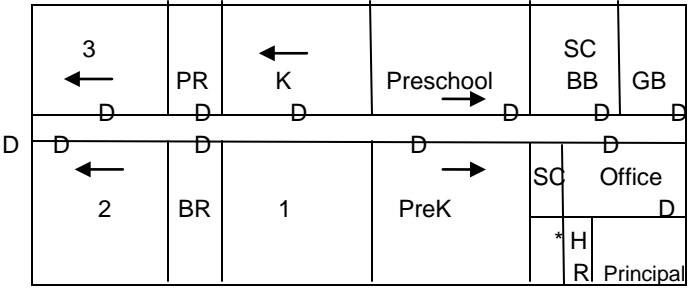 3 SC
PR K Preschool BB GB
D D D D D D
D D D D D
SC Office
2 BR 1 PreK D
* H
R Principal